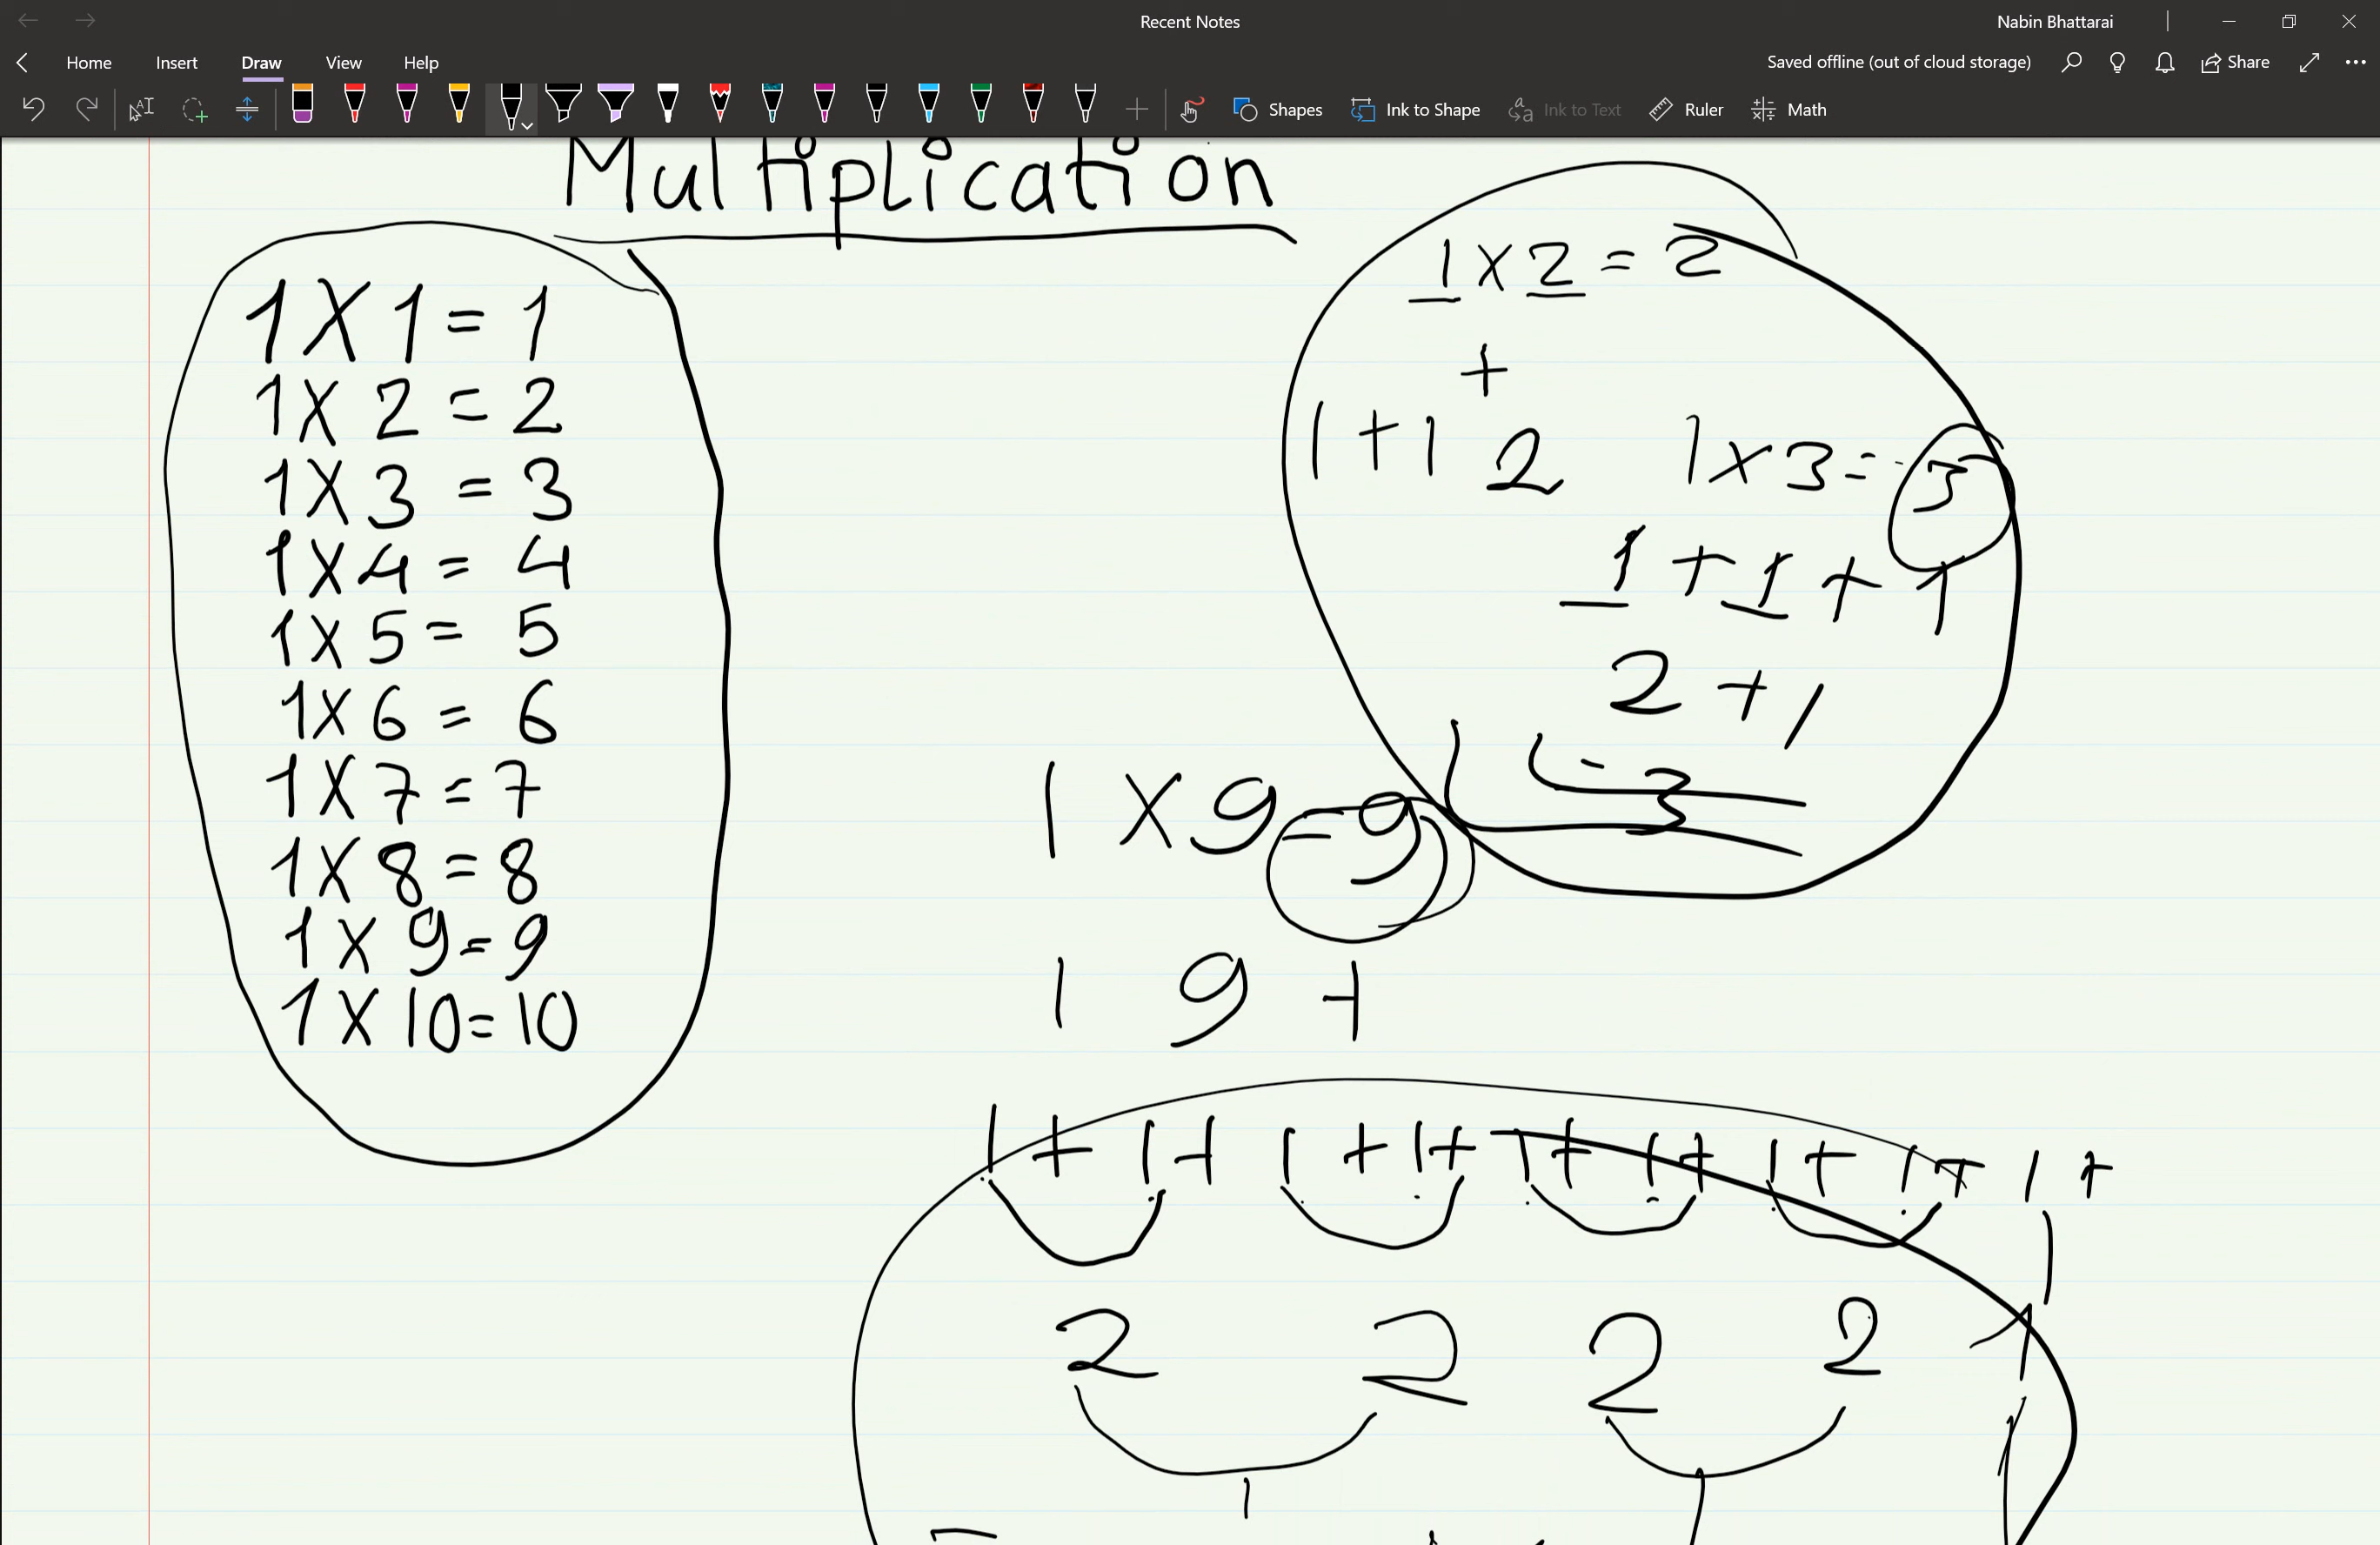 Recent Notes
Nabin Bhattarai
Home Insert Draw View Help
Saved offline (out of cloud storage)
Share
Shapes
Ink to Shape
Ink to Text
Ruler
Math
Multiplication
1X1=1
1X2=2
1X3=3
1X4=4
1X5=5
1X6=6
1X7=7
1X8=8
1X9=9
1X10=10
1x2=2
+
1+1 2
1x3=3
1+1+1
2+1
=3
1x9=9
1 9 +
1+1+1+1+1+1+1+1+1+
2 2 2 2 1